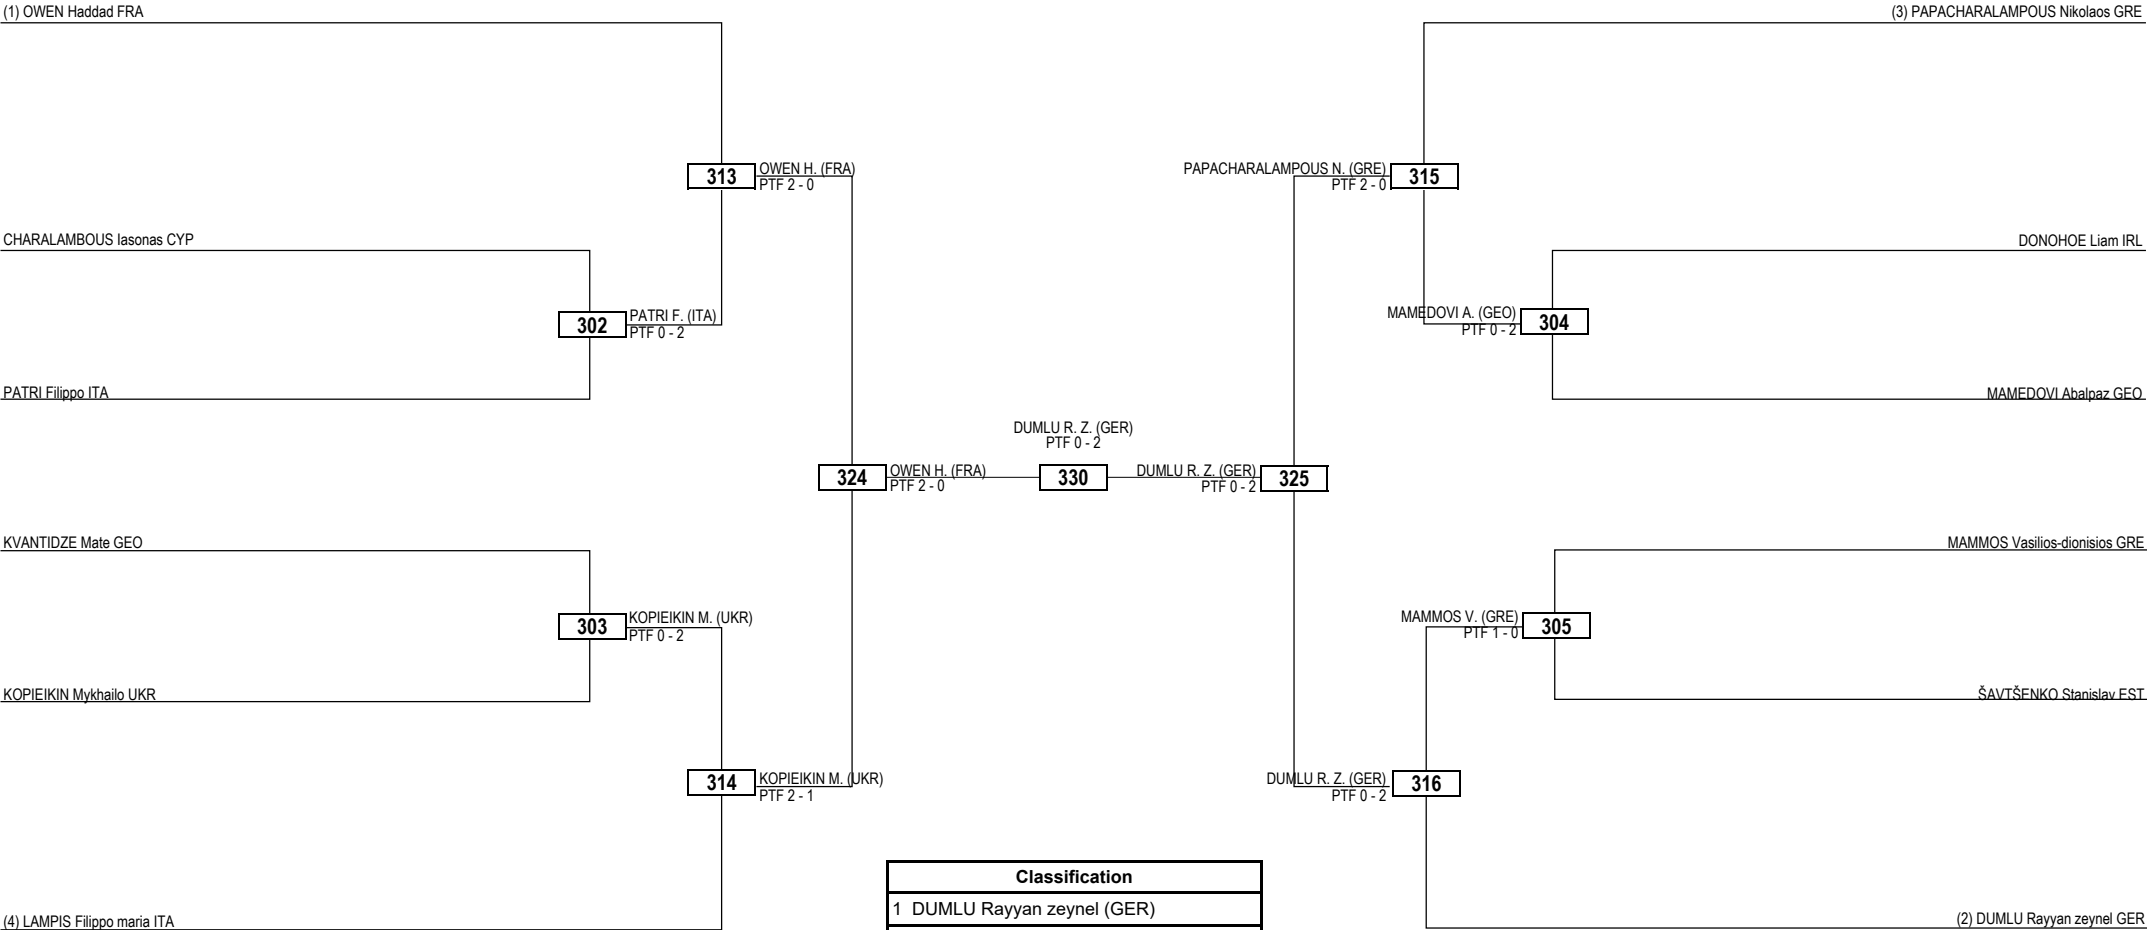 (1) OWEN Haddad FRA
(3) PAPACHARALAMPOUS Nikolaos GRE
313
OWEN H. (FRA)
PTF 2 - 0
PAPACHARALAMPOUS N. (GRE)
PTF 2 - 0
315
CHARALAMBOUS Iasonas CYP
DONOHOE Liam IRL
302
PATRI F. (ITA)
PTF 0 - 2
MAMEDOVI A. (GEO)
PTF 0 - 2
304
PATRI Filippo ITA
MAMEDOVI Abalpaz GEO
DUMLU R. Z. (GER)
PTF 0 - 2
324
OWEN H. (FRA)
PTF 2 - 0
330
DUMLU R. Z. (GER)
PTF 0 - 2
325
KVANTIDZE Mate GEO
MAMMOS Vasilios-dionisios GRE
303
KOPIEIKIN M. (UKR)
PTF 0 - 2
MAMMOS V. (GRE)
PTF 1 - 0
305
KOPIEIKIN Mykhailo UKR
ŠAVTŠENKO Stanislav EST
314
KOPIEIKIN M. (UKR)
PTF 2 - 1
DUMLU R. Z. (GER)
PTF 0 - 2
316
Classification
1 DUMLU Rayyan zeynel (GER)
(4) LAMPIS Filippo maria ITA
(2) DUMLU Rayyan zeynel GER